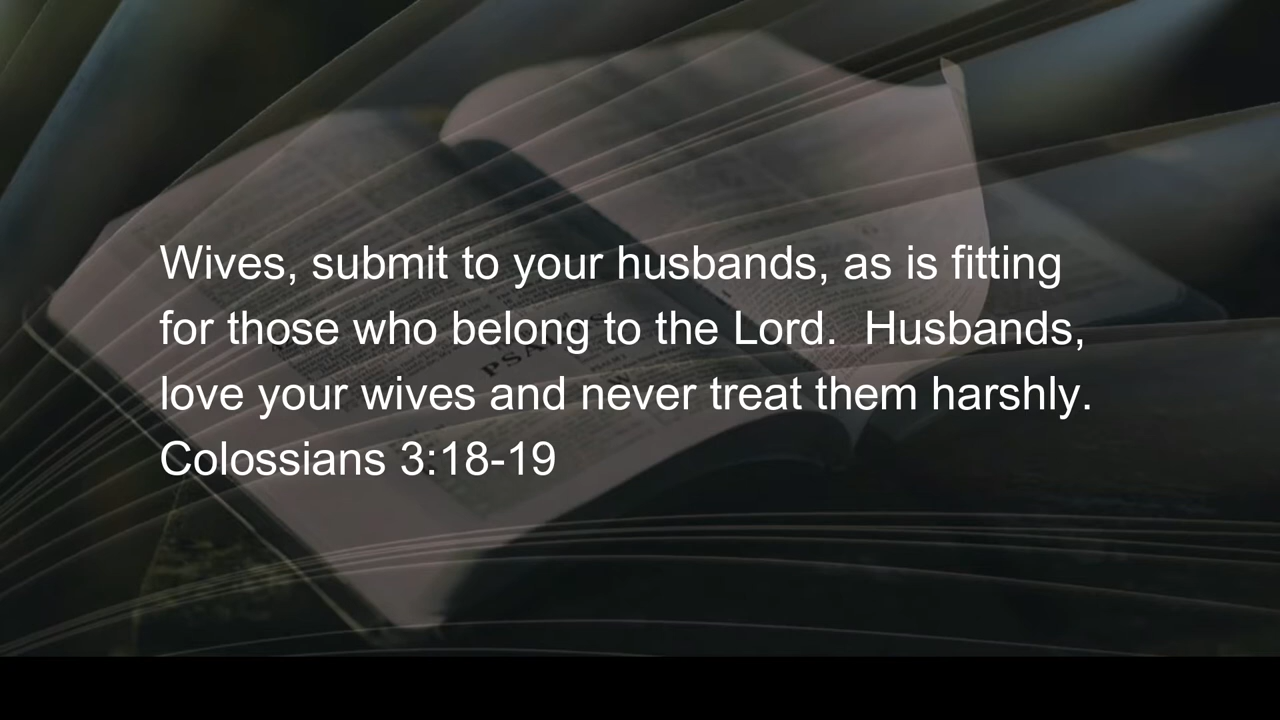 Wives, submit to your husbands, as is fitting
for those who belong to the Lord.  Husbands,
love your wives and never treat them harshly.
Colossians 3:18-19